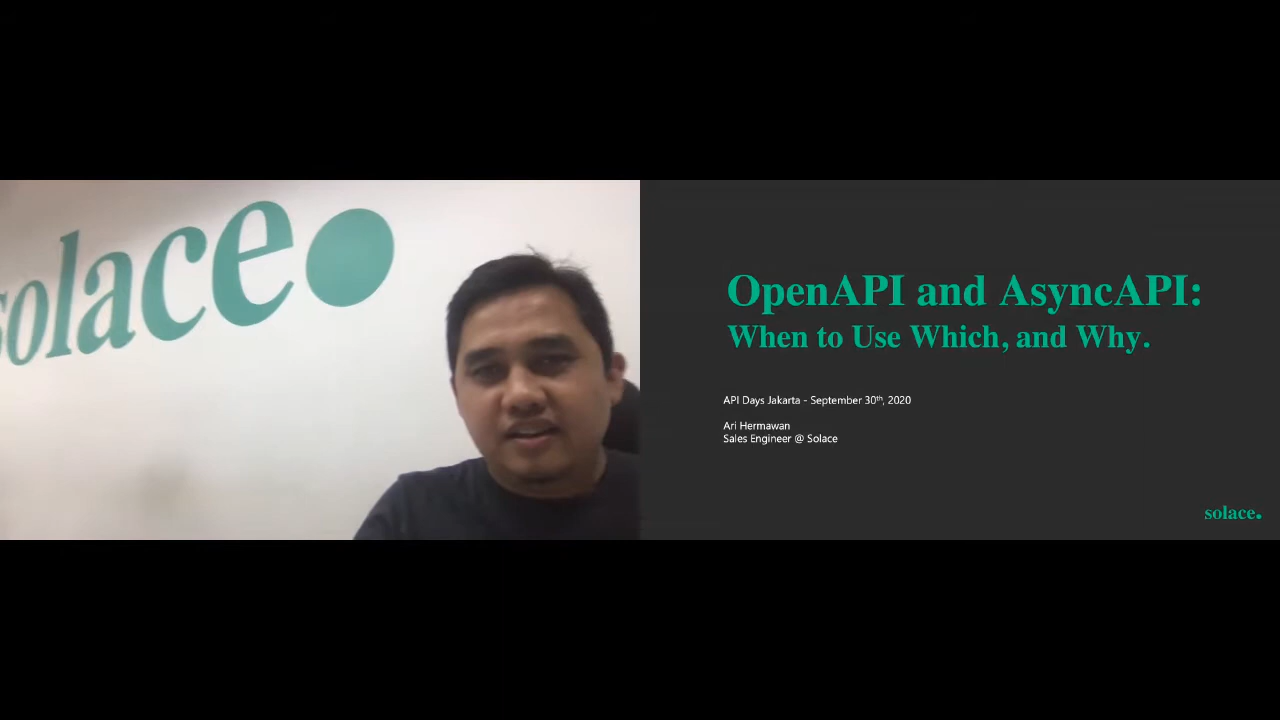 solace
OpenAPI and AsyncAPI:
When to Use Which, and Why.
API Days Jakarta - September 30th, 2020
Ari Hermawan
Sales Engineer @ Solace
solace.